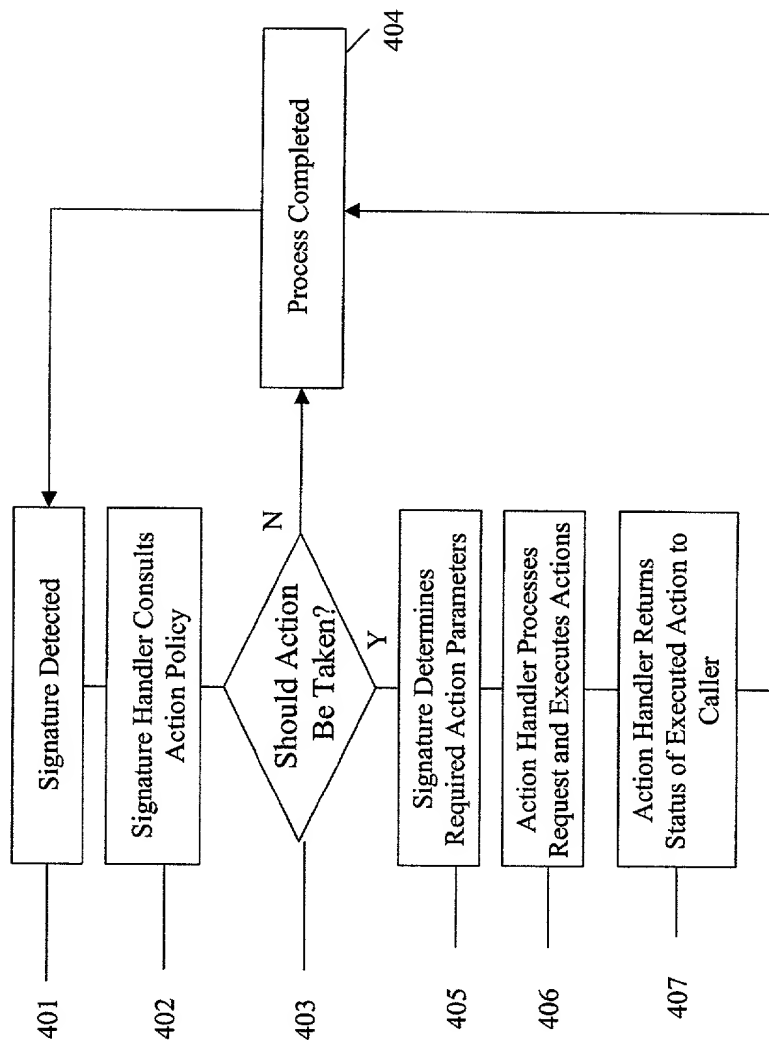 401
Signature Detected
402
Signature Handler Consults
Action Policy
403
Should Action
Be Taken?
N
Y
Process Completed
404
405
Signature Determines
Required Action Parameters
406
Action Handler Processes
Request and Executes Actions
407
Action Handler Returns
Status of Executed Action to
Caller